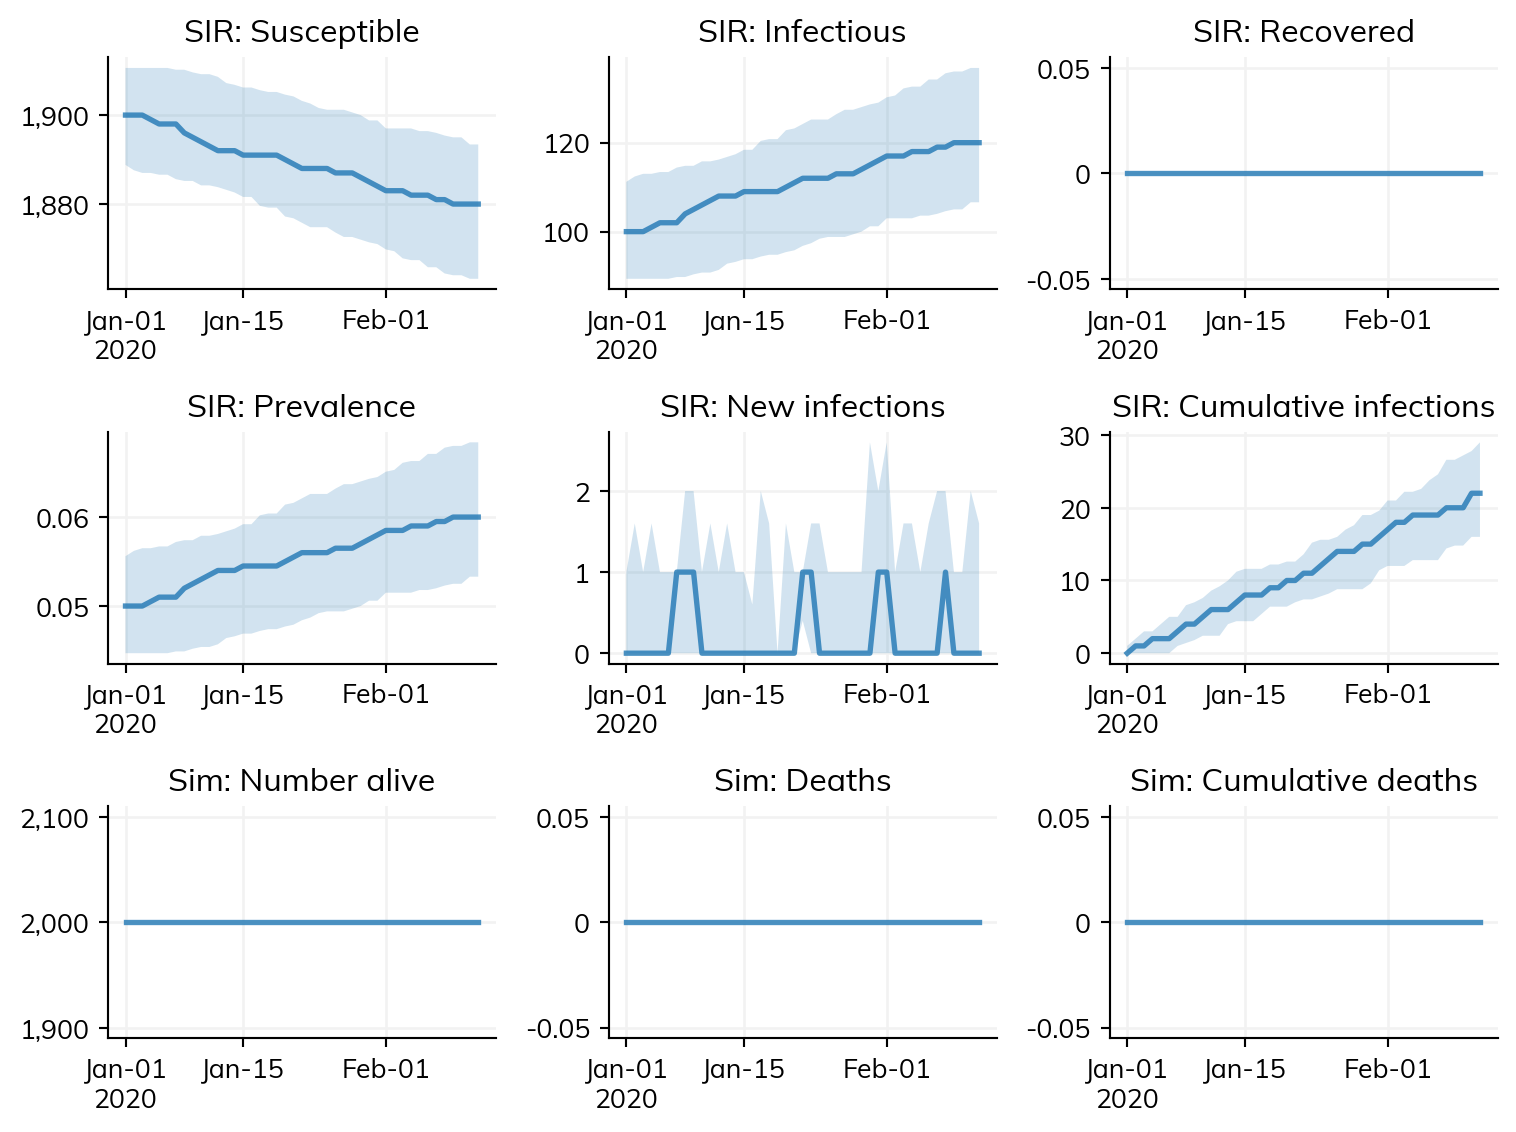 SIR: Susceptible
1,900
1,880
Jan-01 Jan-15 Feb-01
2020
SIR: Infectious
120
100
Jan-01 Jan-15 Feb-01
2020
SIR: Recovered
0.05
0
-0.05
Jan-01 Jan-15 Feb-01
2020
SIR: Prevalence
0.06
0.05
Jan-01 Jan-15 Feb-01
2020
SIR: New infections
2
1
0
Jan-01 Jan-15 Feb-01
2020
SIR: Cumulative infections
30
20
10
0
Jan-01 Jan-15 Feb-01
2020
Sim: Number alive
2,100
2,000
1,900
Jan-01 Jan-15 Feb-01
2020
Sim: Deaths
0.05
0
-0.05
Jan-01 Jan-15 Feb-01
2020
Sim: Cumulative deaths
0.05
0
-0.05
Jan-01 Jan-15 Feb-01
2020